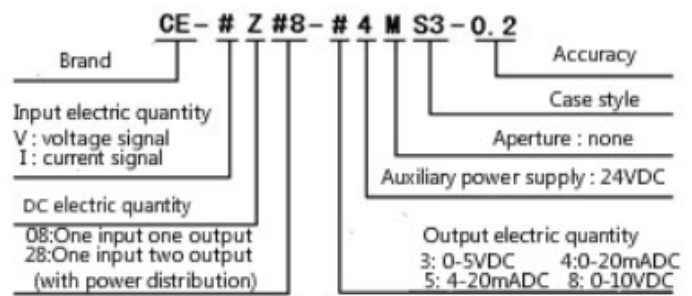 CE-#Z#8-#4MS3-0.2
Brand
Accuracy
Case style
Input electric quantity
V : voltage signal
I : current signal
Aperture : none
Auxiliary power supply : 24VDC
DC electric quantity
08:One input one output
28:One input two output
(with power distribution)
Output electric quantity
3: 0-5VDC 4:0-20mADC
5: 4-20mADC 8: 0-10VDC